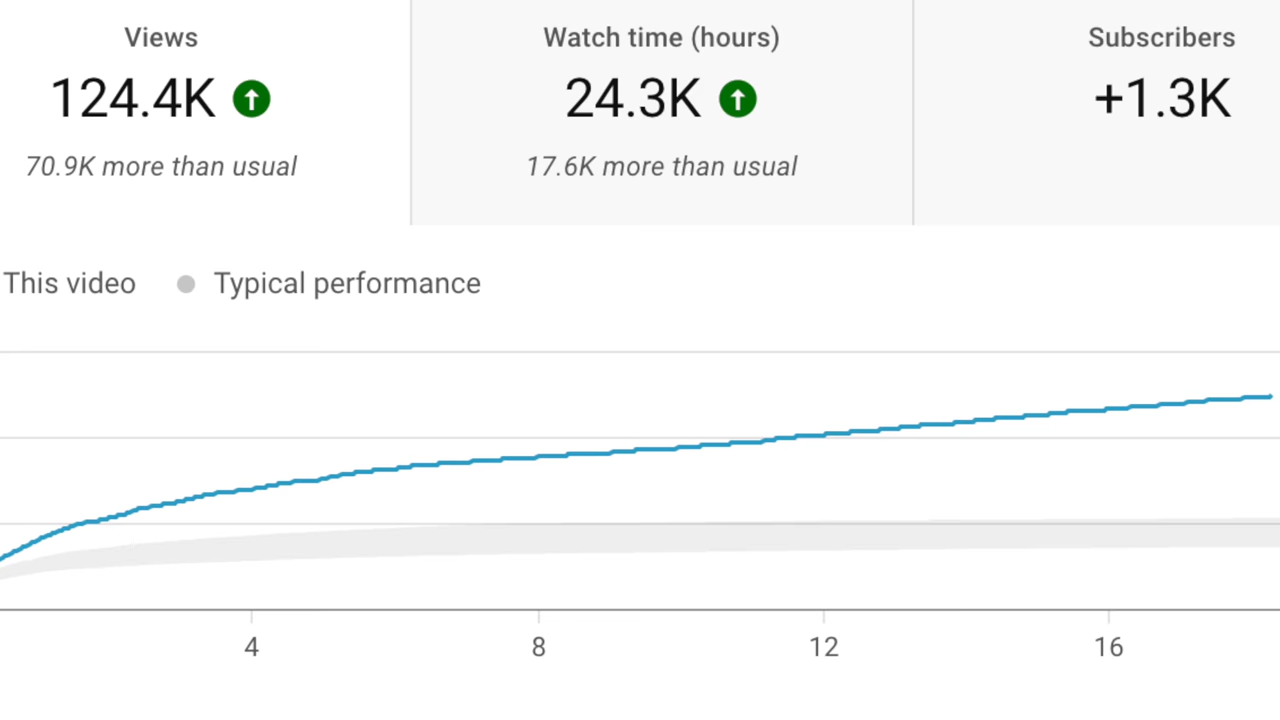 Views
124.4K
70.9K more than usual
Watch time (hours)
24.3K
17.6K more than usual
Subscribers
+1.3K
This video
Typical performance
4 8 12 16